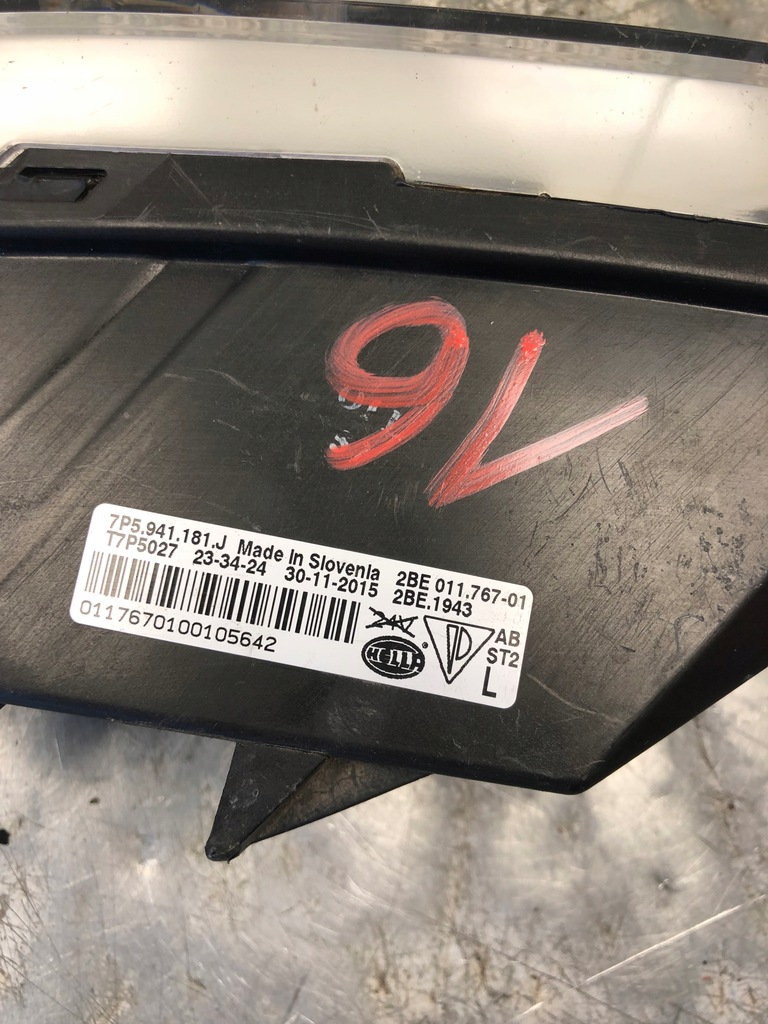 9V
7P5.941.181.J Made in Slovenia 2BE 011.767-01
T7P5027 23-34-24 30-11-2015 2BE.1943
0117670100105642
24V
HELLA
AB
ST2
L